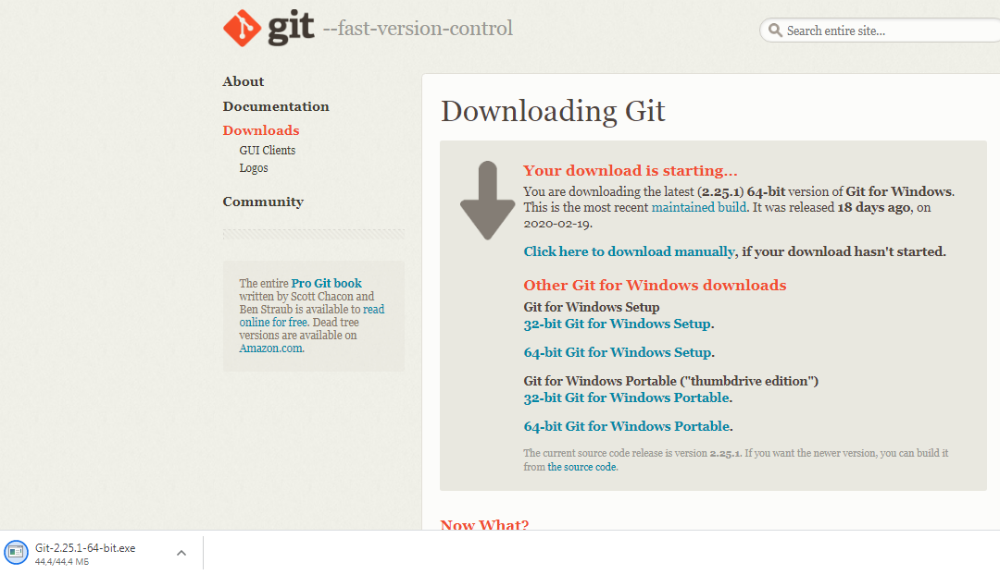 git --fast-version-control
Search entire site...
About
Documentation
Downloads
GUI Clients
Logos
Community
The entire Pro Git book
written by Scott Chacon and
Ben Straub is available to read
online for free. Dead tree
versions are available on
Amazon.com.
Downloading Git
Your download is starting...
You are downloading the latest (2.25.1) 64-bit version of Git for Windows.
This is the most recent maintained build. It was released 18 days ago, on
2020-02-19.
Click here to download manually, if your download hasn't started.
Other Git for Windows downloads
Git for Windows Setup
32-bit Git for Windows Setup.
64-bit Git for Windows Setup.
Git for Windows Portable ("thumbdrive edition")
32-bit Git for Windows Portable.
64-bit Git for Windows Portable.
The current source code release is version 2.25.1. If you want the newer version, you can build it
from the source code.
Now What?
Git-2.25.1-64-bit.exe
44,4/44,4 МБ